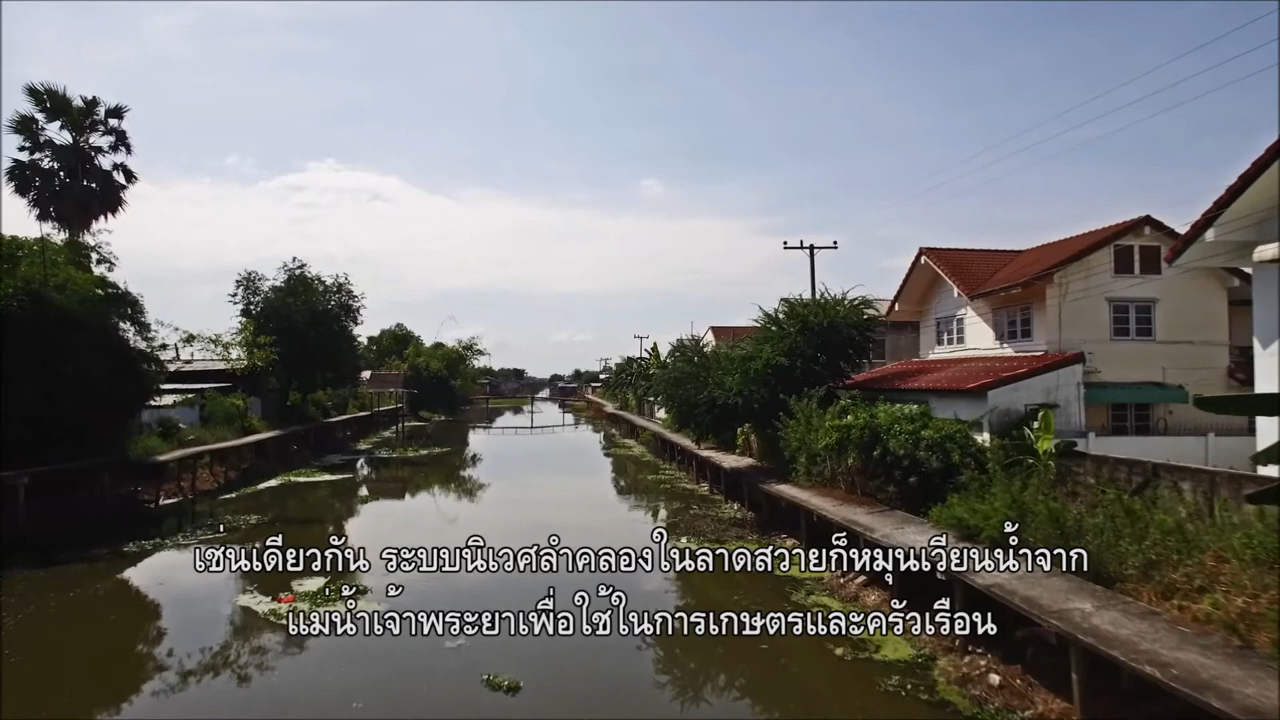 เช่นเดียวกัน ระบบนิเวศลำคลองในลาดสวายก็หมุนเวียนน้ำจาก
แม่น้ำเจ้าพระยาเพื่อใช้ในการเกษตรและครัวเรือน